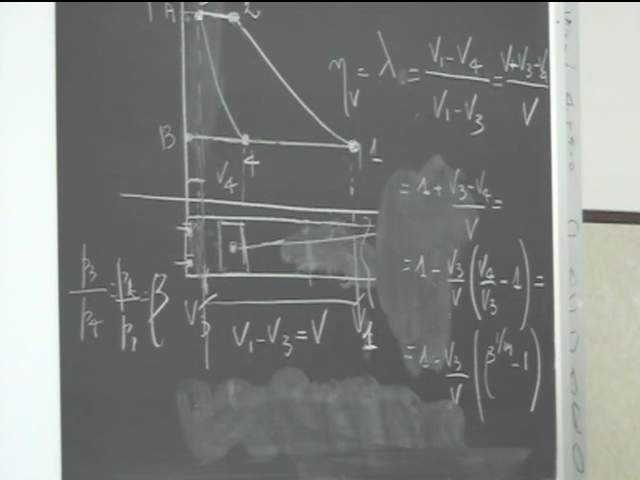 A 3 2
η_V = λ = (V₁-V₄)/(V₁-V₃) = (V+V₃-V₄)/V
B 4 1
V₄
= 1 + (V₃-V₄)/V =
= 1 - V₃/V (V₄/V₃ - 1) =
p₃/p₄ = p₂/p₁ = β
V₃ V₁-V₃ = V V₁
= 1 - V₃/V (β^(1/m) - 1)